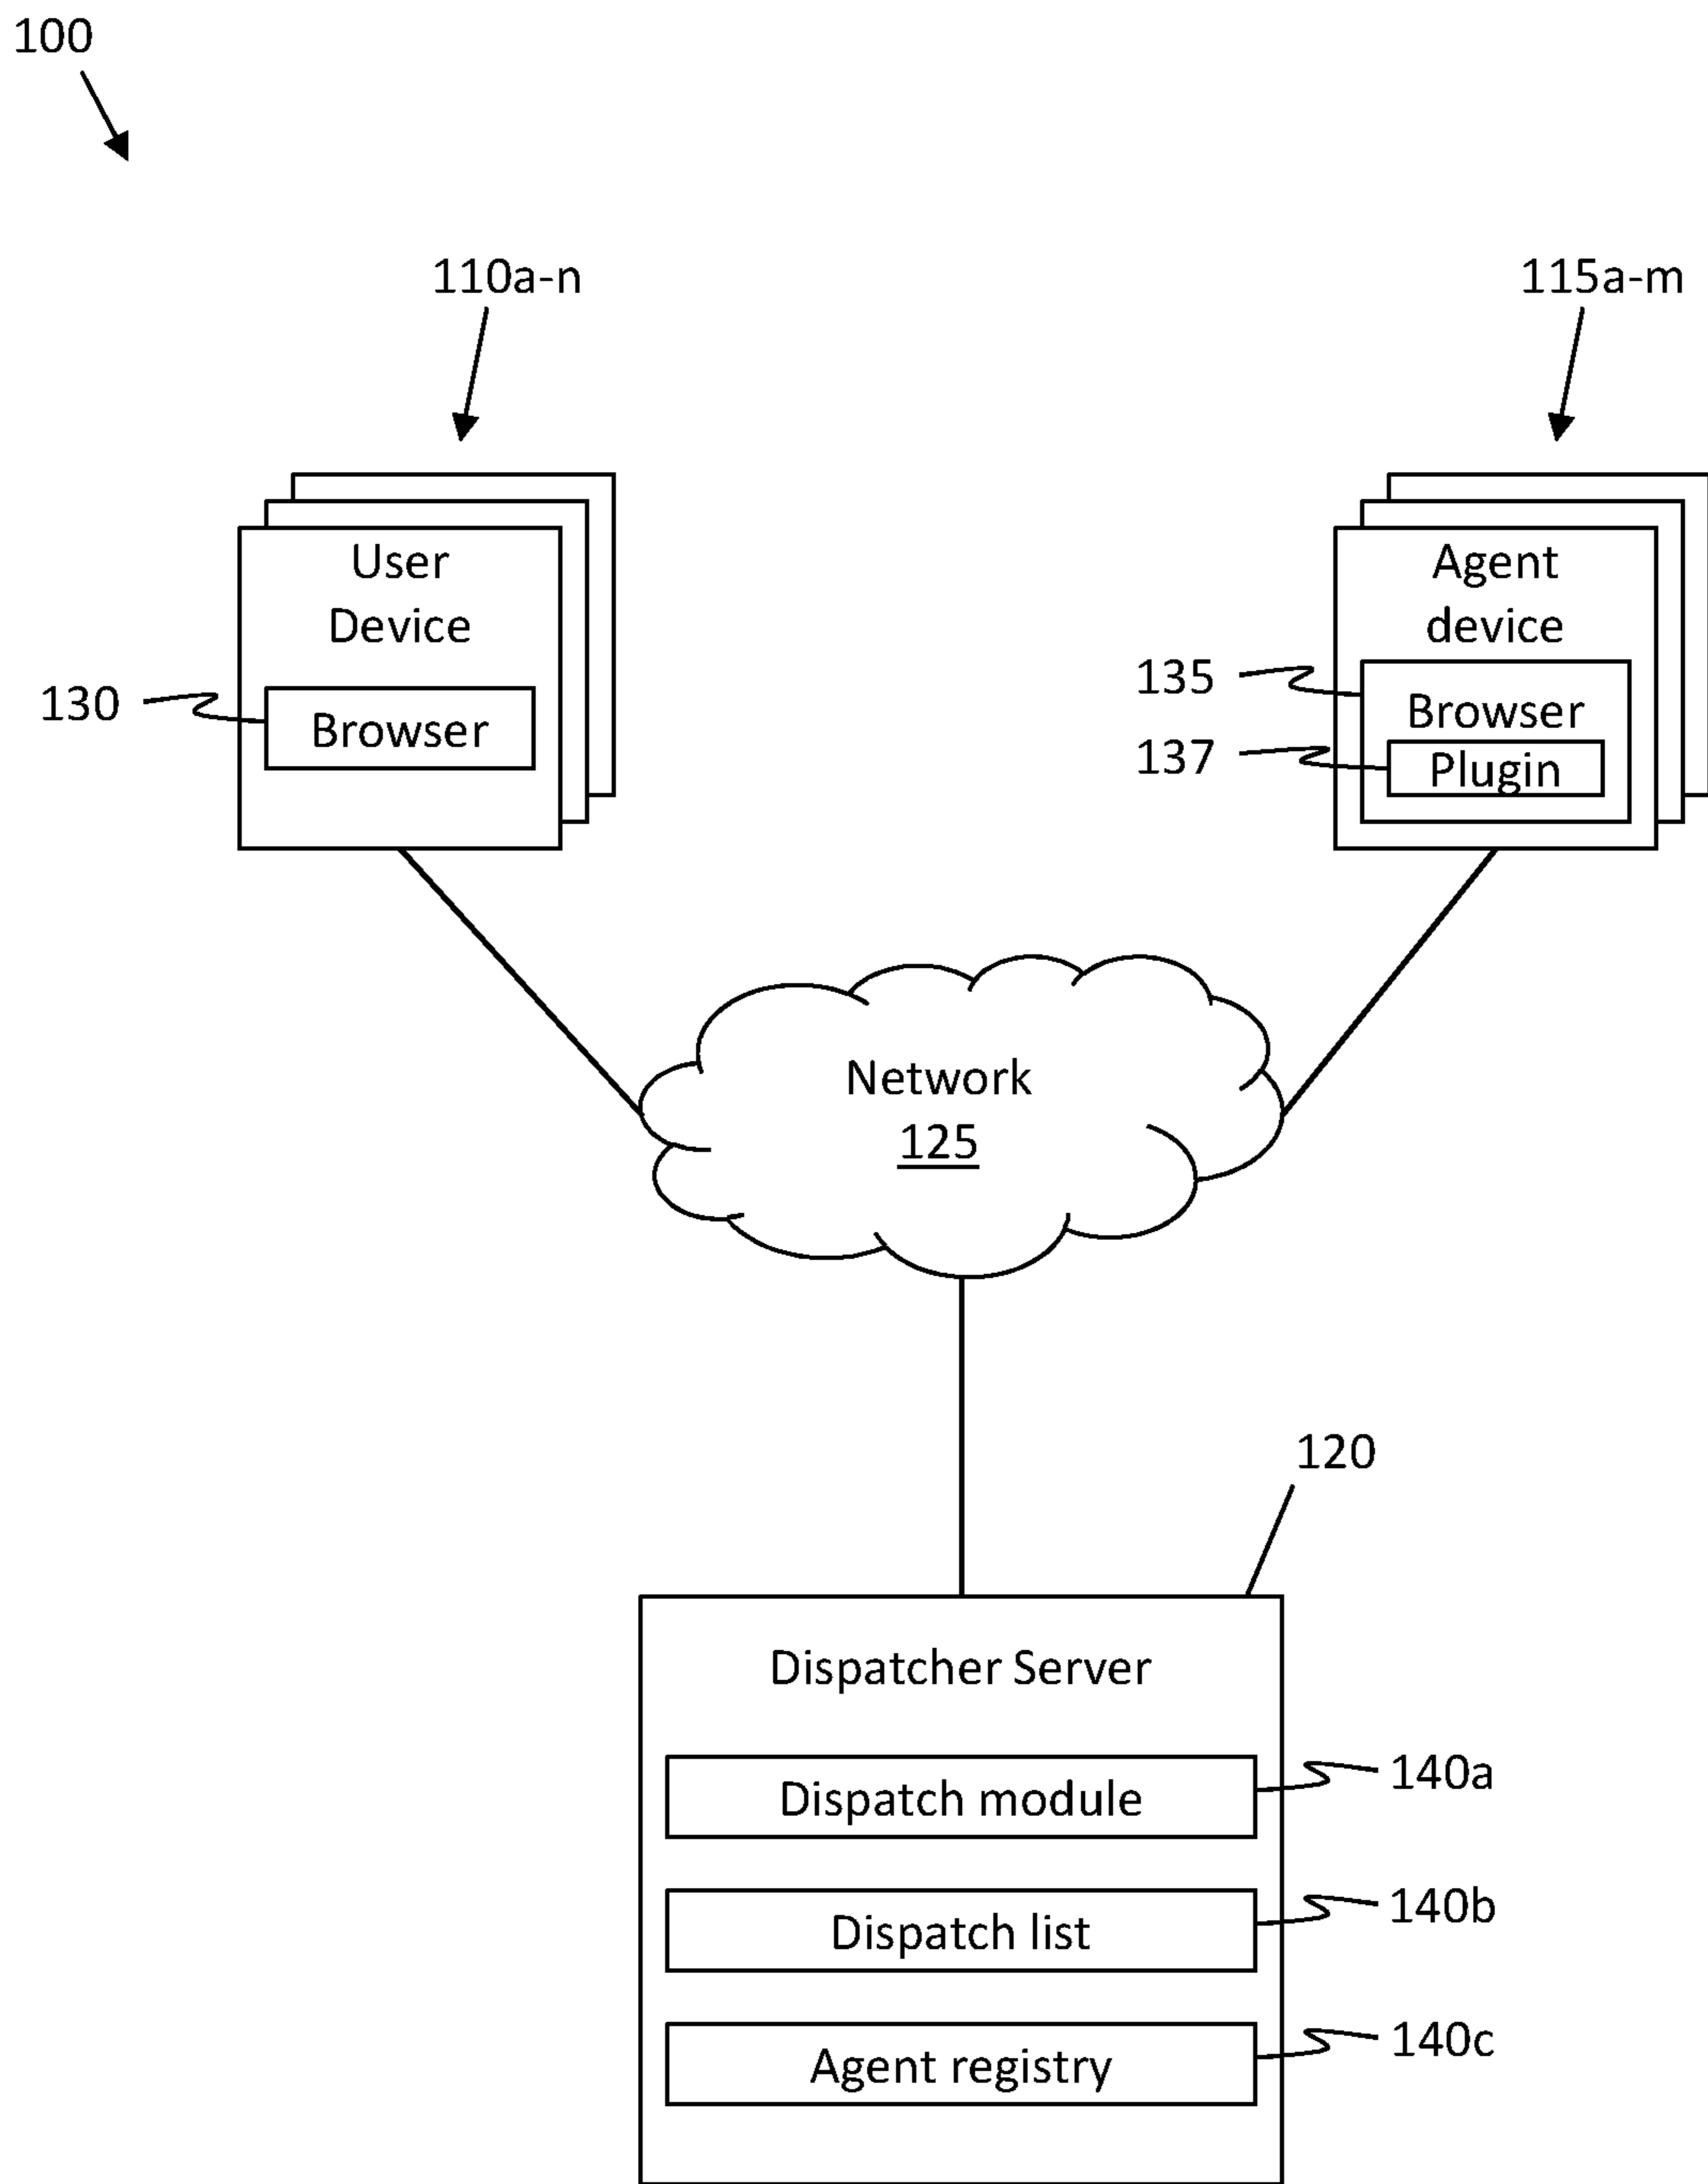 100
110a-n
115a-m
User
Device
130
Browser
Agent
device
135
Browser
137
Plugin
Network
125
120
Dispatcher Server
Dispatch module
140a
Dispatch list
140b
Agent registry
140c